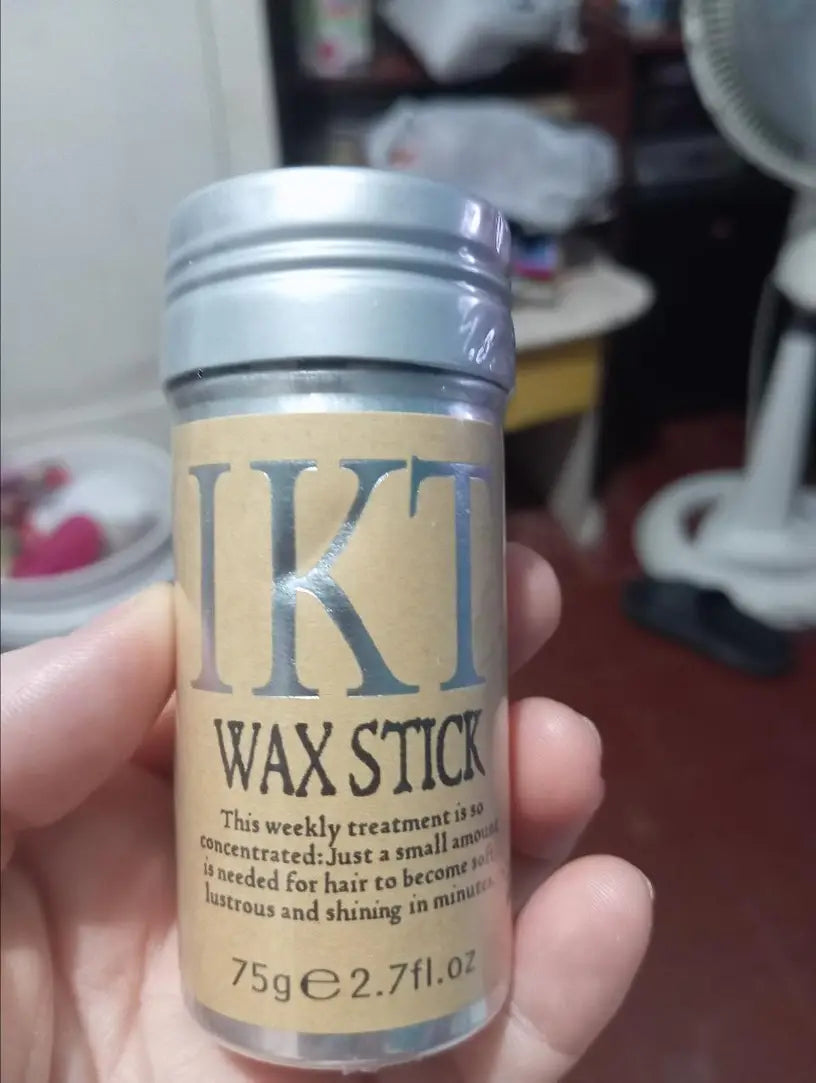 IKT
WAX STICK
This weekly treatment is so
concentrated:Just a small amount
is needed for hair to become soft,
lustrous and shining in minutes.
75g℮2.7fl.oz